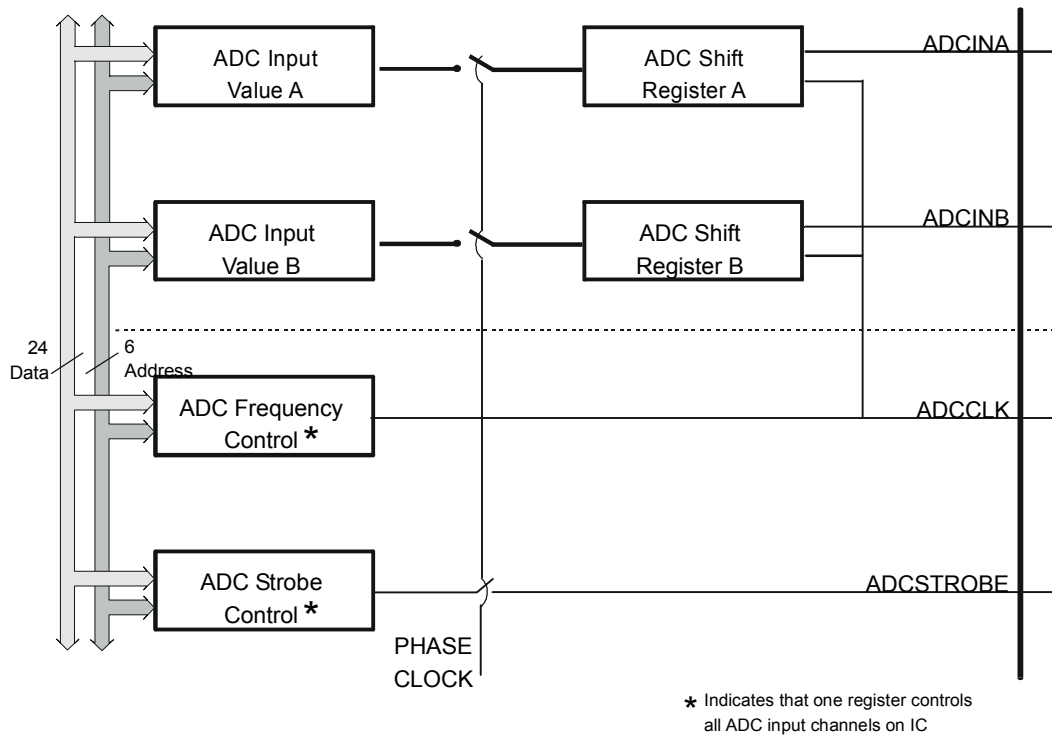 ADC Input
Value A
ADC Shift
Register A
ADCINA
ADC Input
Value B
ADC Shift
Register B
ADCINB
24
Data
6
Address
ADC Frequency
Control *
ADCCLK
ADC Strobe
Control *
ADCSTROBE
PHASE
CLOCK
* Indicates that one register controls
all ADC input channels on IC